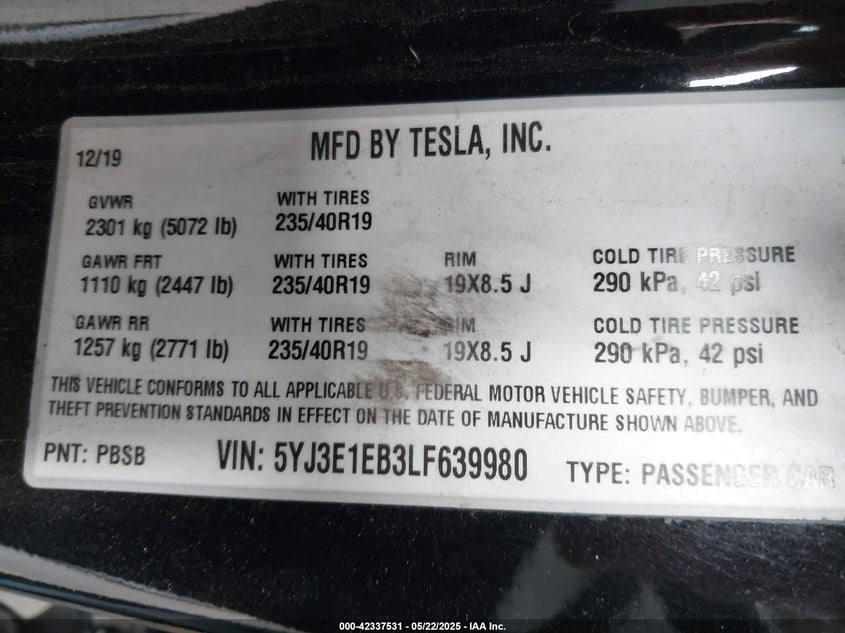 12/19 MFD BY TESLA, INC.
GVWR WITH TIRES
2301 kg (5072 lb) 235/40R19
GAWR FRT WITH TIRES RIM COLD TIRE PRESSURE
1110 kg (2447 lb) 235/40R19 19X8.5 J 290 kPa, 42 psi
GAWR RR WITH TIRES RIM COLD TIRE PRESSURE
1257 kg (2771 lb) 235/40R19 19X8.5 J 290 kPa, 42 psi
THIS VEHICLE CONFORMS TO ALL APPLICABLE U.S. FEDERAL MOTOR VEHICLE SAFETY, BUMPER, AND
THEFT PREVENTION STANDARDS IN EFFECT ON THE DATE OF MANUFACTURE SHOWN ABOVE.
PNT: PBSB VIN: 5YJ3E1EB3LF639980 TYPE: PASSENGER CAR
000-42337531 - 05/22/2025 - IAA Inc.